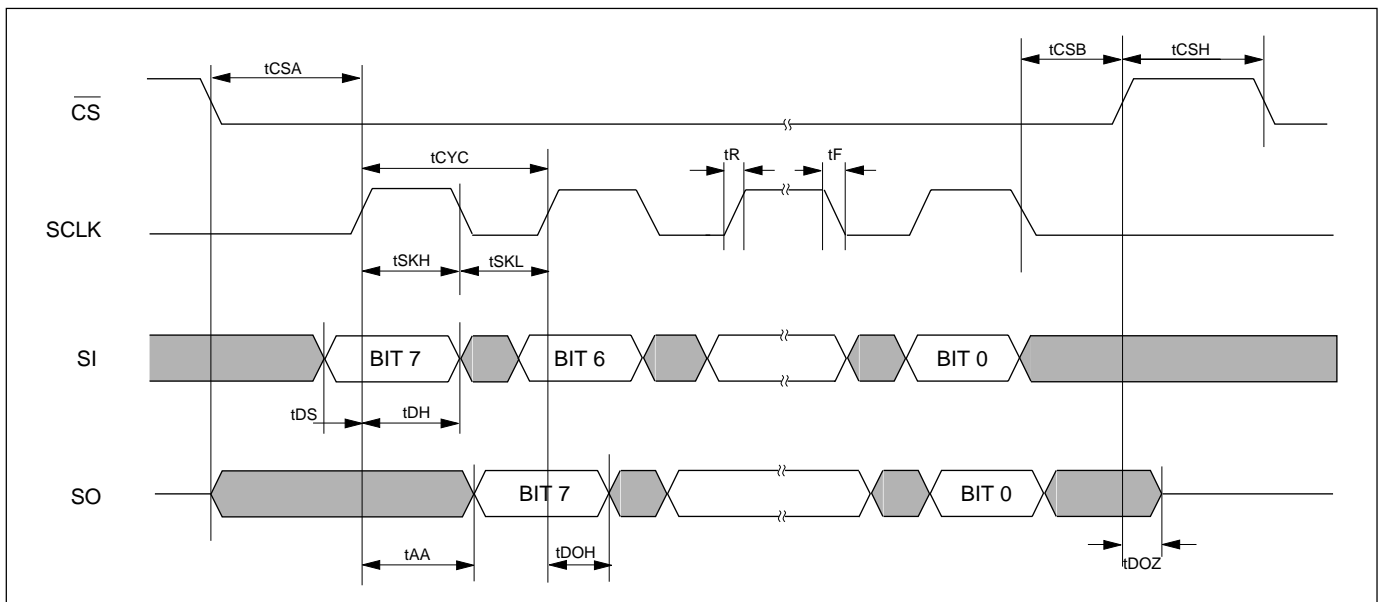 tCSB tCSH
tCSA
CS
tCYC tR tF
SCLK
tSKH tSKL
SI BIT 7 BIT 6 BIT 0
tDS tDH
SO BIT 7 BIT 0
tAA tDOH tDOZ